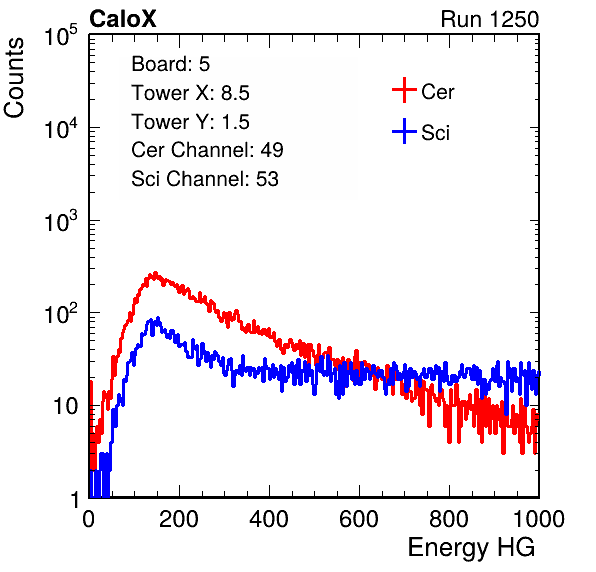 CaloX Run 1250
Counts
10^5
10^4
10^3
10^2
10
1
Board: 5
Tower X: 8.5
Tower Y: 1.5
Cer Channel: 49
Sci Channel: 53
Cer
Sci
0 200 400 600 800 1000
Energy HG